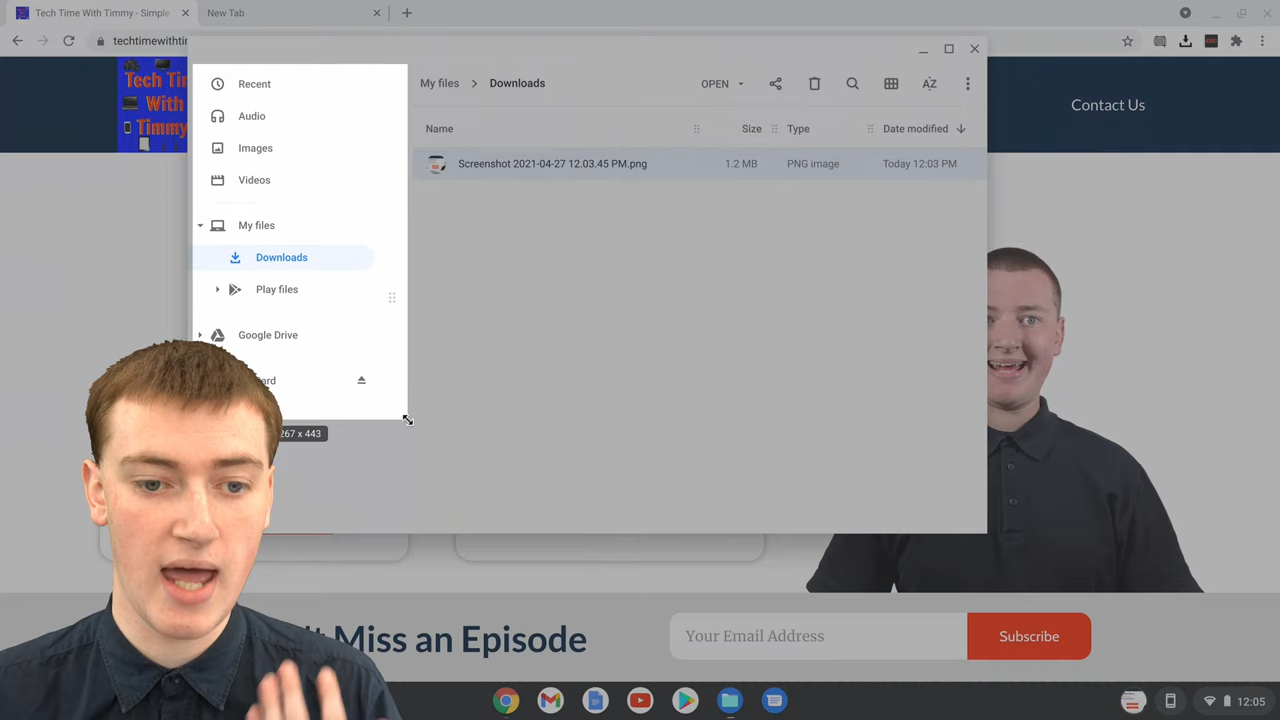 Tech Time With Timmy - Simple
New Tab
techtimewithti
Tech Tim
With
Timmy
Contact Us
Recent
Audio
Images
Videos
My files
Downloads
Play files
Google Drive
My files > Downloads
OPEN
AZ
Name
Size
Type
Date modified
Screenshot 2021-04-27 12.03.45 PM.png
1.2 MB
PNG image
Today 12:03 PM
267 x 443
Miss an Episode
Your Email Address
Subscribe
12:05